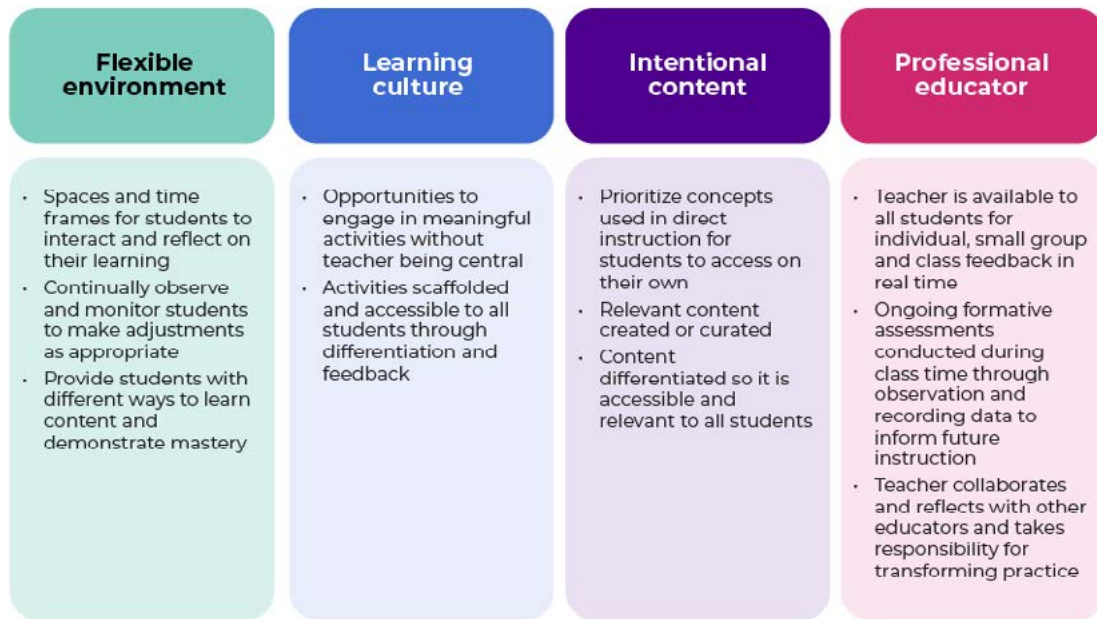 Flexible
environment
• Spaces and time
frames for students to
interact and reflect on
their learning
• Continually observe
and monitor students
to make adjustments
as appropriate
• Provide students with
different ways to learn
content and
demonstrate mastery
Learning
culture
• Opportunities to
engage in meaningful
activities without
teacher being central
• Activities scaffolded
and accessible to all
students through
differentiation and
feedback
Intentional
content
• Prioritize concepts
used in direct
instruction for
students to access on
their own
• Relevant content
created or curated
• Content
differentiated so it is
accessible and
relevant to all students
Professional
educator
• Teacher is available to
all students for
individual, small group
and class feedback in
real time
• Ongoing formative
assessments
conducted during
class time through
observation and
recording data to
inform future
instruction
• Teacher collaborates
and reflects with other
educators and takes
responsibility for
transforming practice